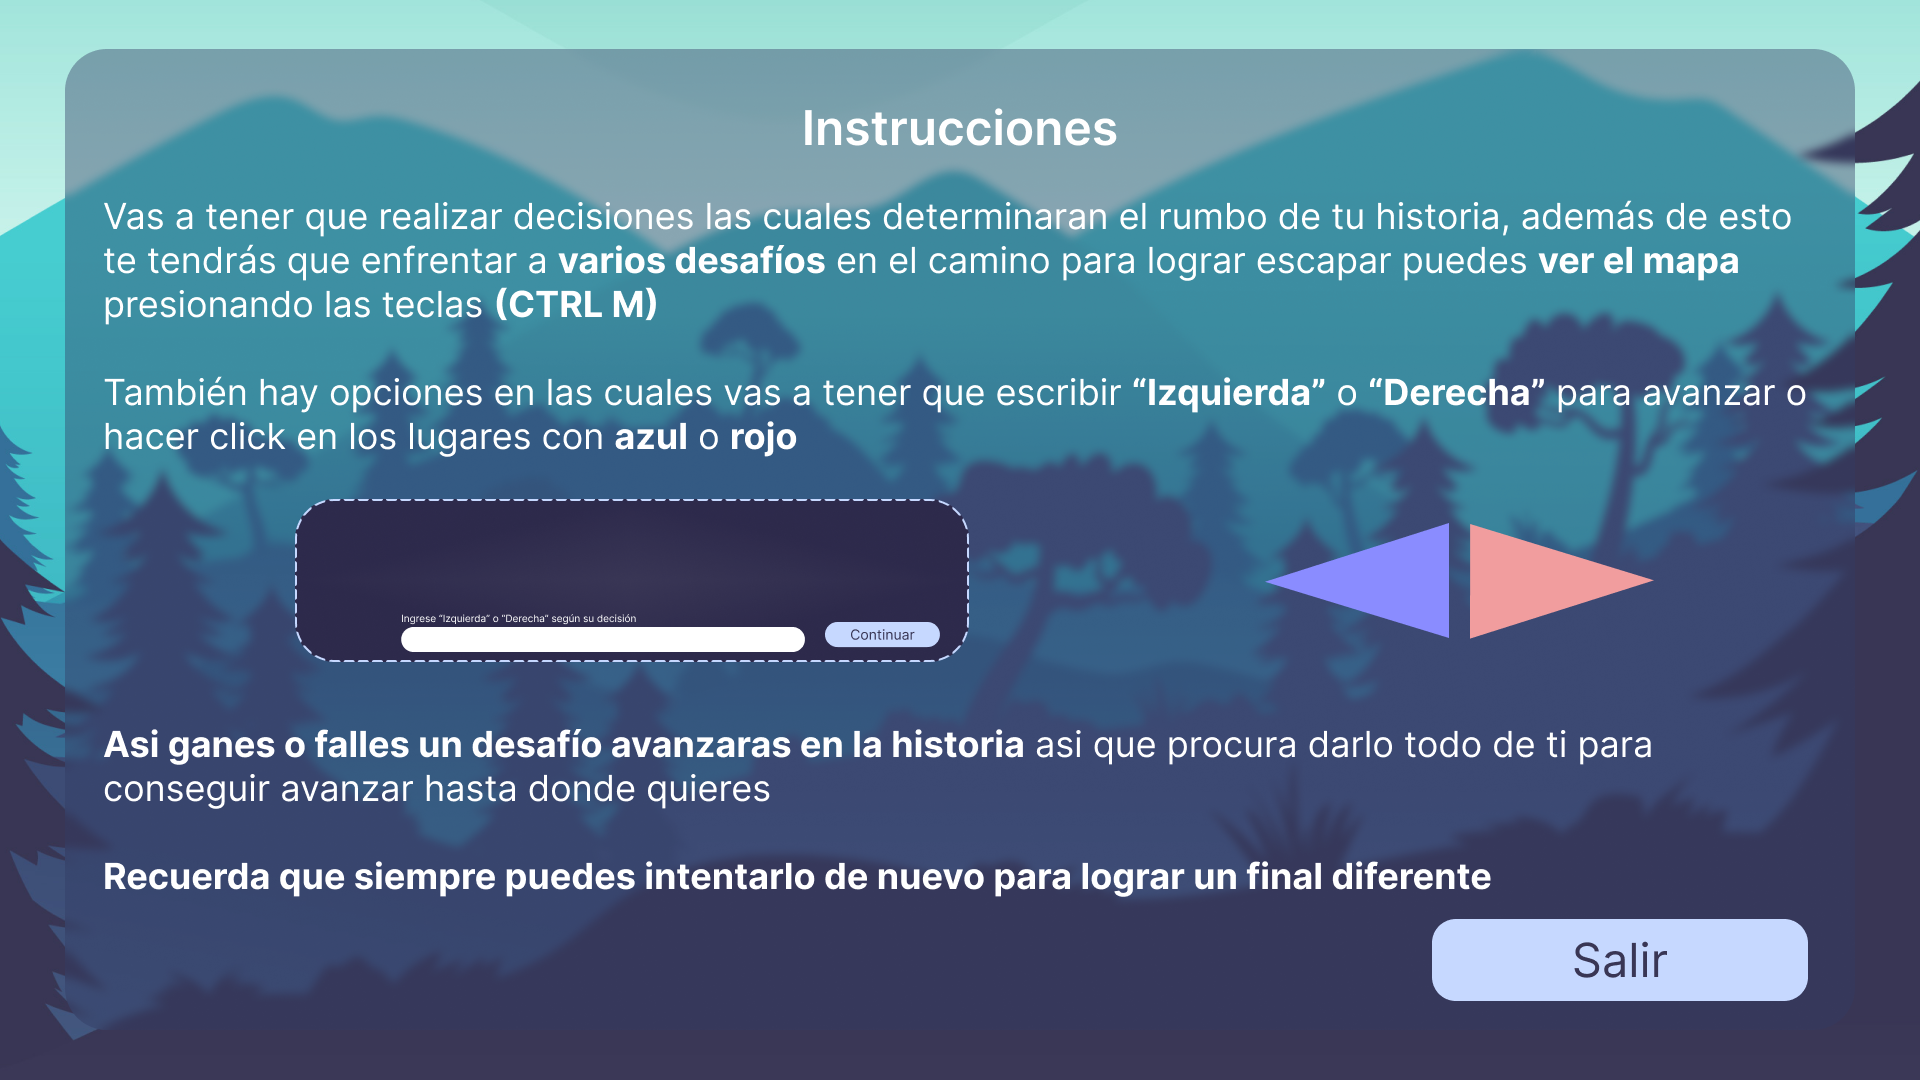 Instrucciones
Vas a tener que realizar decisiones las cuales determinaran el rumbo de tu historia, además de esto
te tendrás que enfrentar a varios desafíos en el camino para lograr escapar puedes ver el mapa
presionando las teclas (CTRL M)
También hay opciones en las cuales vas a tener que escribir “Izquierda” o “Derecha” para avanzar o
hacer click en los lugares con azul o rojo
Ingrese “Izquierda” o “Derecha” según su decisión
Continuar
Asi ganes o falles un desafío avanzaras en la historia asi que procura darlo todo de ti para
conseguir avanzar hasta donde quieres
Recuerda que siempre puedes intentarlo de nuevo para lograr un final diferente
Salir